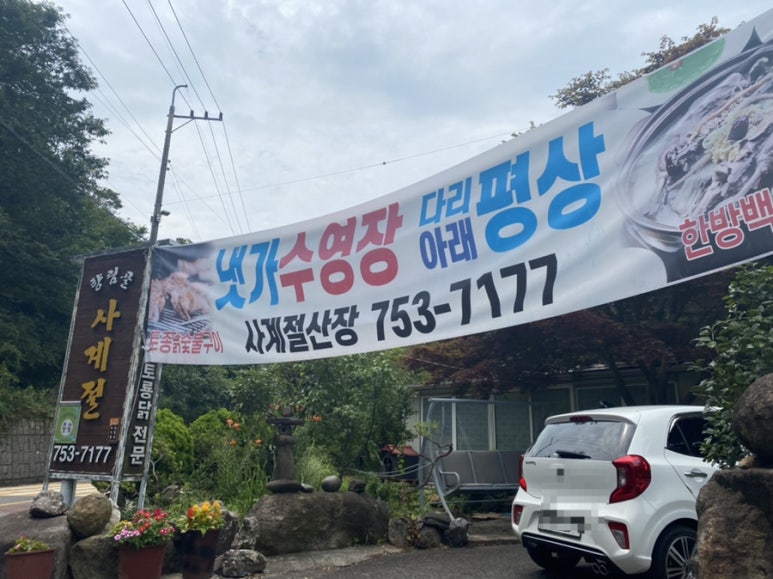 향림골
사계절
753-7177
토종닭전문
냇가 수영장 다리 아래 평상
토종닭숯불구이
사계절산장 753-7177
한방백